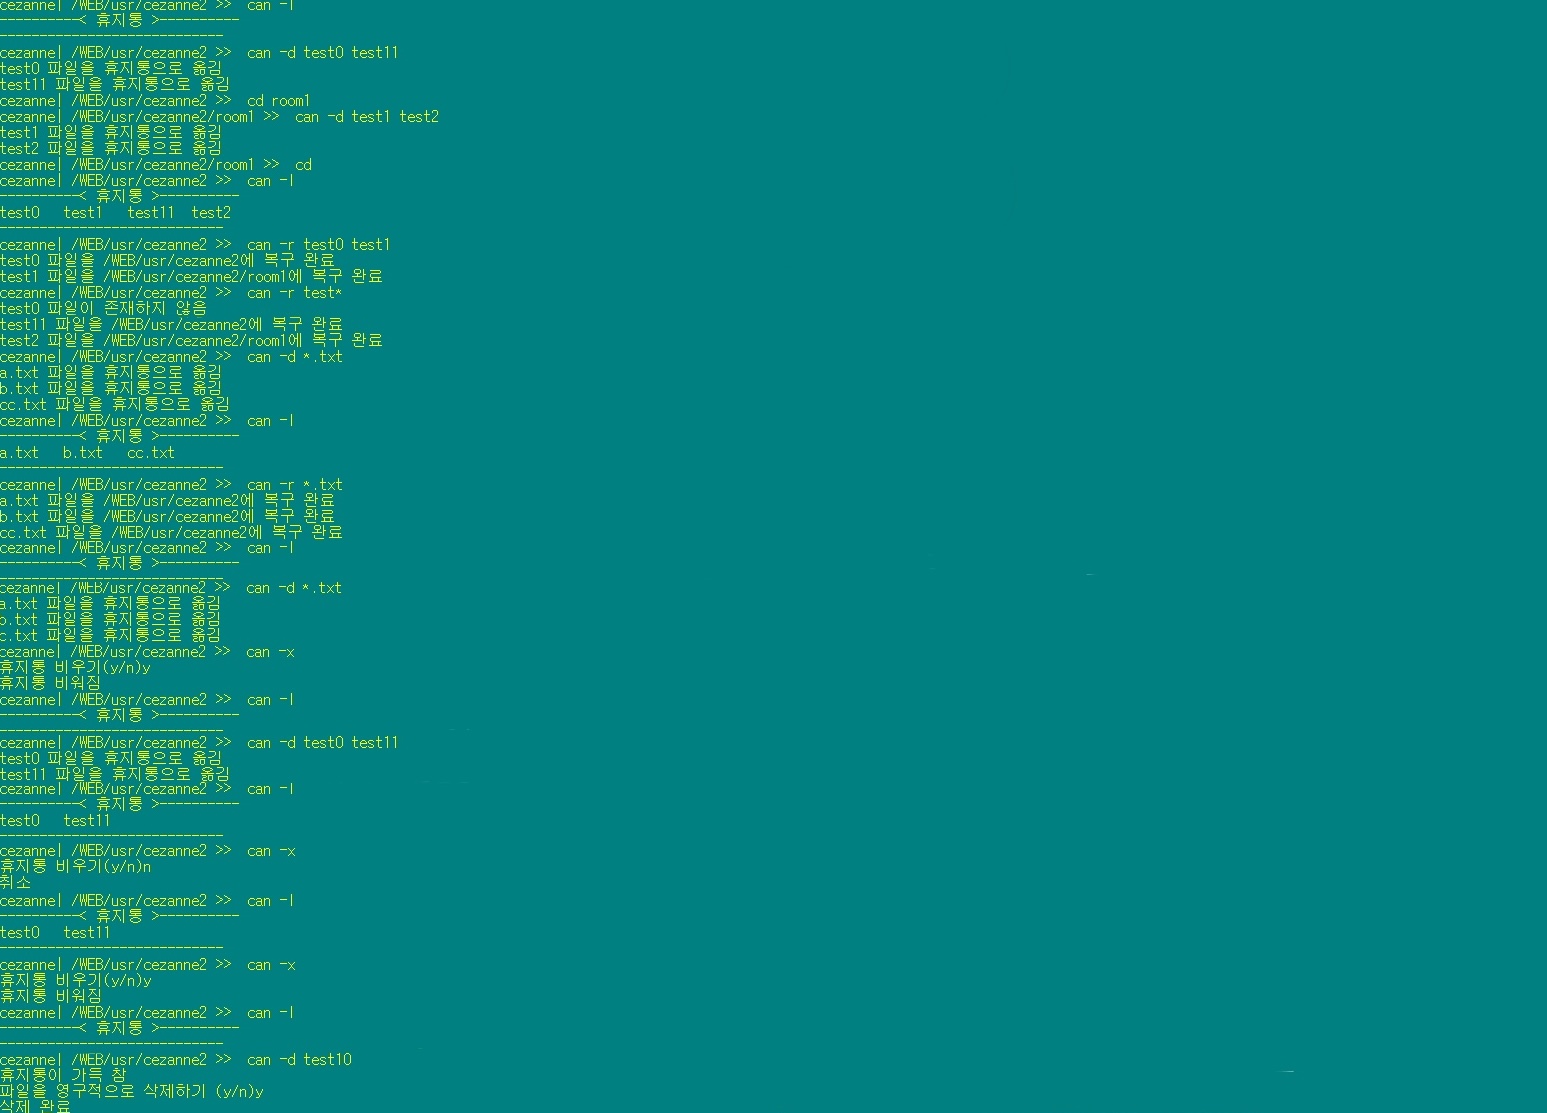 cezanne| /WEB/usr/cezanne2 >>  can -l
----------< 휴지통 >----------
----------------------------
cezanne| /WEB/usr/cezanne2 >>  can -d test0 test11
test0 파일을 휴지통으로 옮김
test11 파일을 휴지통으로 옮김
cezanne| /WEB/usr/cezanne2 >>  cd room1
cezanne| /WEB/usr/cezanne2/room1 >>  can -d test1 test2
test1 파일을 휴지통으로 옮김
test2 파일을 휴지통으로 옮김
cezanne| /WEB/usr/cezanne2/room1 >>  cd
cezanne| /WEB/usr/cezanne2 >>  can -l
----------< 휴지통 >----------
test0   test1   test11  test2
----------------------------
cezanne| /WEB/usr/cezanne2 >>  can -r test0 test1
test0 파일을 /WEB/usr/cezanne2에 복구 완료
test1 파일을 /WEB/usr/cezanne2/room1에 복구 완료
cezanne| /WEB/usr/cezanne2 >>  can -r test*
test0 파일이 존재하지 않음
test11 파일을 /WEB/usr/cezanne2에 복구 완료
test2 파일을 /WEB/usr/cezanne2/room1에 복구 완료
cezanne| /WEB/usr/cezanne2 >>  can -d *.txt
a.txt 파일을 휴지통으로 옮김
b.txt 파일을 휴지통으로 옮김
cc.txt 파일을 휴지통으로 옮김
cezanne| /WEB/usr/cezanne2 >>  can -l
----------< 휴지통 >----------
a.txt   b.txt   cc.txt
----------------------------
cezanne| /WEB/usr/cezanne2 >>  can -r *.txt
a.txt 파일을 /WEB/usr/cezanne2에 복구 완료
b.txt 파일을 /WEB/usr/cezanne2에 복구 완료
cc.txt 파일을 /WEB/usr/cezanne2에 복구 완료
cezanne| /WEB/usr/cezanne2 >>  can -l
----------< 휴지통 >----------
----------------------------
cezanne| /WEB/usr/cezanne2 >>  can -d *.txt
a.txt 파일을 휴지통으로 옮김
b.txt 파일을 휴지통으로 옮김
c.txt 파일을 휴지통으로 옮김
cezanne| /WEB/usr/cezanne2 >>  can -x
휴지통 비우기(y/n)y
휴지통 비워짐
cezanne| /WEB/usr/cezanne2 >>  can -l
----------< 휴지통 >----------
----------------------------
cezanne| /WEB/usr/cezanne2 >>  can -d test0 test11
test0 파일을 휴지통으로 옮김
test11 파일을 휴지통으로 옮김
cezanne| /WEB/usr/cezanne2 >>  can -l
----------< 휴지통 >----------
test0   test11
----------------------------
cezanne| /WEB/usr/cezanne2 >>  can -x
휴지통 비우기(y/n)n
취소
cezanne| /WEB/usr/cezanne2 >>  can -l
----------< 휴지통 >----------
test0   test11
----------------------------
cezanne| /WEB/usr/cezanne2 >>  can -x
휴지통 비우기(y/n)y
휴지통 비워짐
cezanne| /WEB/usr/cezanne2 >>  can -l
----------< 휴지통 >----------
----------------------------
cezanne| /WEB/usr/cezanne2 >>  can -d test10
휴지통이 가득 참
파일을 영구적으로 삭제하기 (y/n)y
삭제 완료